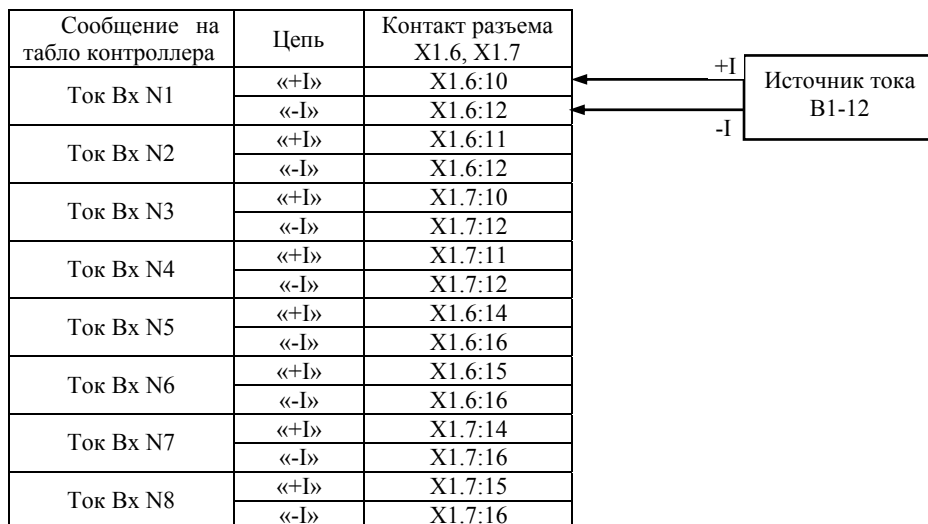 Сообщение на Цепь Контакт разъема
табло контроллера X1.6, X1.7
Ток Вх N1 «+I» X1.6:10
«-I» X1.6:12
Ток Вх N2 «+I» X1.6:11
«-I» X1.6:12
Ток Вх N3 «+I» X1.7:10
«-I» X1.7:12
Ток Вх N4 «+I» X1.7:11
«-I» X1.7:12
Ток Вх N5 «+I» X1.6:14
«-I» X1.6:16
Ток Вх N6 «+I» X1.6:15
«-I» X1.6:16
Ток Вх N7 «+I» X1.7:14
«-I» X1.7:16
Ток Вх N8 «+I» X1.7:15
«-I» X1.7:16
+I
-I
Источник тока
В1-12